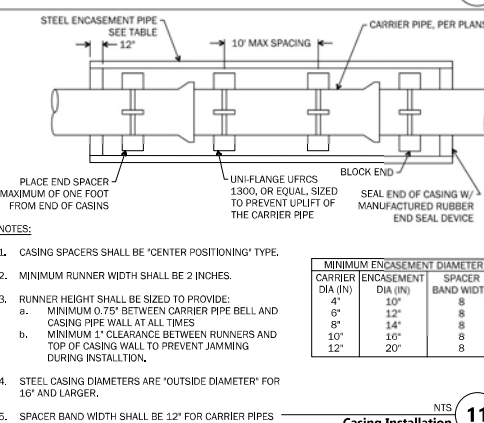 STEEL ENCASEMENT PIPE
SEE TABLE
CARRIER PIPE, PER PLANS
12"
10' MAX SPACING
PLACE END SPACER
MAXIMUM OF ONE FOOT
FROM END OF CASINS
UNI-FLANGE UFRCS
1300, OR EQUAL, SIZED
TO PREVENT UPLIFT OF
THE CARRIER PIPE
BLOCK END
SEAL END OF CASING W/
MANUFACTURED RUBBER
END SEAL DEVICE
NOTES:
1. CASING SPACERS SHALL BE "CENTER POSITIONING" TYPE.
2. MINIMUM RUNNER WIDTH SHALL BE 2 INCHES.
3. RUNNER HEIGHT SHALL BE SIZED TO PROVIDE:
a. MINIMUM 0.75" BETWEEN CARRIER PIPE BELL AND
CASING PIPE WALL AT ALL TIMES
b. MINIMUM 1" CLEARANCE BETWEEN RUNNERS AND
TOP OF CASING WALL TO PREVENT JAMMING
DURING INSTALLTION.
4. STEEL CASING DIAMETERS ARE "OUTSIDE DIAMETER" FOR
16" AND LARGER.
5. SPACER BAND WIDTH SHALL BE 12" FOR CARRIER PIPES
MINIMUM ENCASEMENT DIAMETER
CARRIER ENCASEMENT SPACER
DIA (IN) DIA (IN) BAND WIDT
4" 10" 8
6" 12" 8
8" 14" 8
10" 16" 8
12" 20" 8
NTS
Casing Installation
11